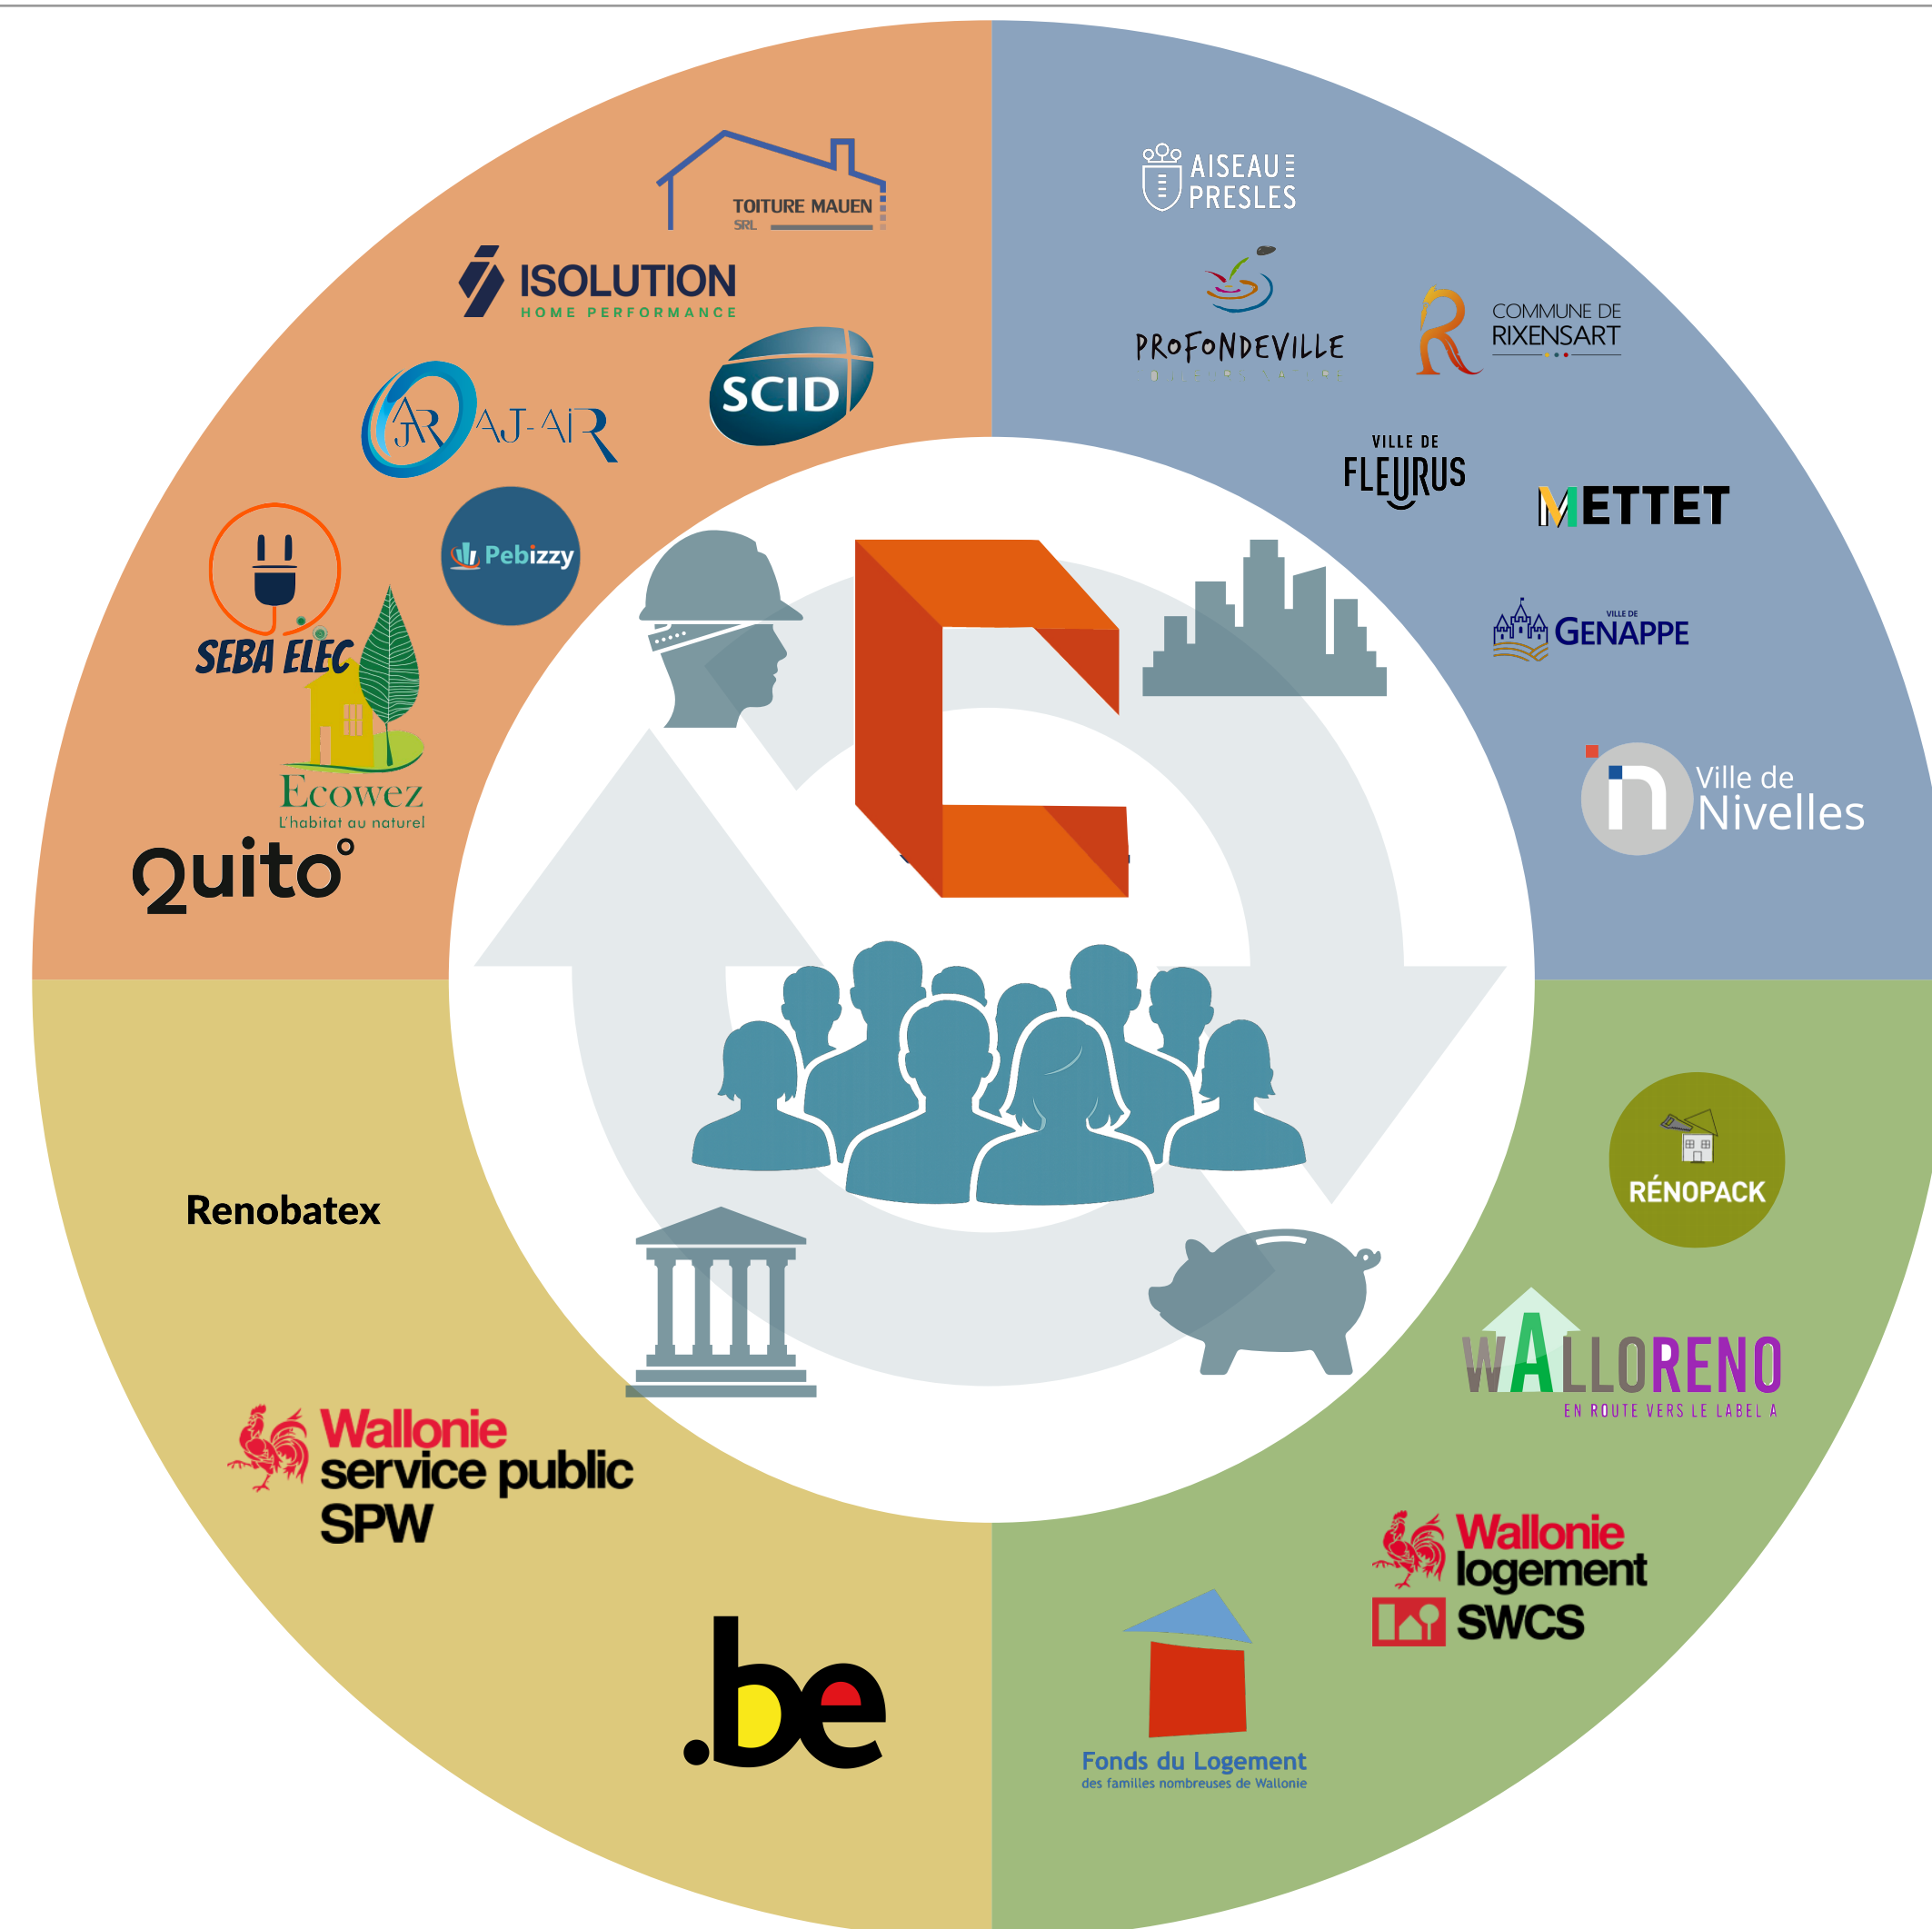 TOITURE MAUEN
SRL
ISOLUTION
HOME PERFORMANCE
SCID
AJR AJ-AiR
Pebizzy
SEBA ELEC
Ecowez
L'habitat au naturel
Quito°
AISEAU
PRESLES
PROFONDEVILLE
COMMUNE DE
RIXENSART
VILLE DE
FLEURUS
METTET
VILLE DE
GENAPPE
n
Ville de
Nivelles
Renobatex
Wallonie
service public
SPW
.be
RÉNOPACK
WALLORENO
EN ROUTE VERS LE LABEL A
Wallonie
logement
SWCS
Fonds du Logement
des familles nombreuses de Wallonie